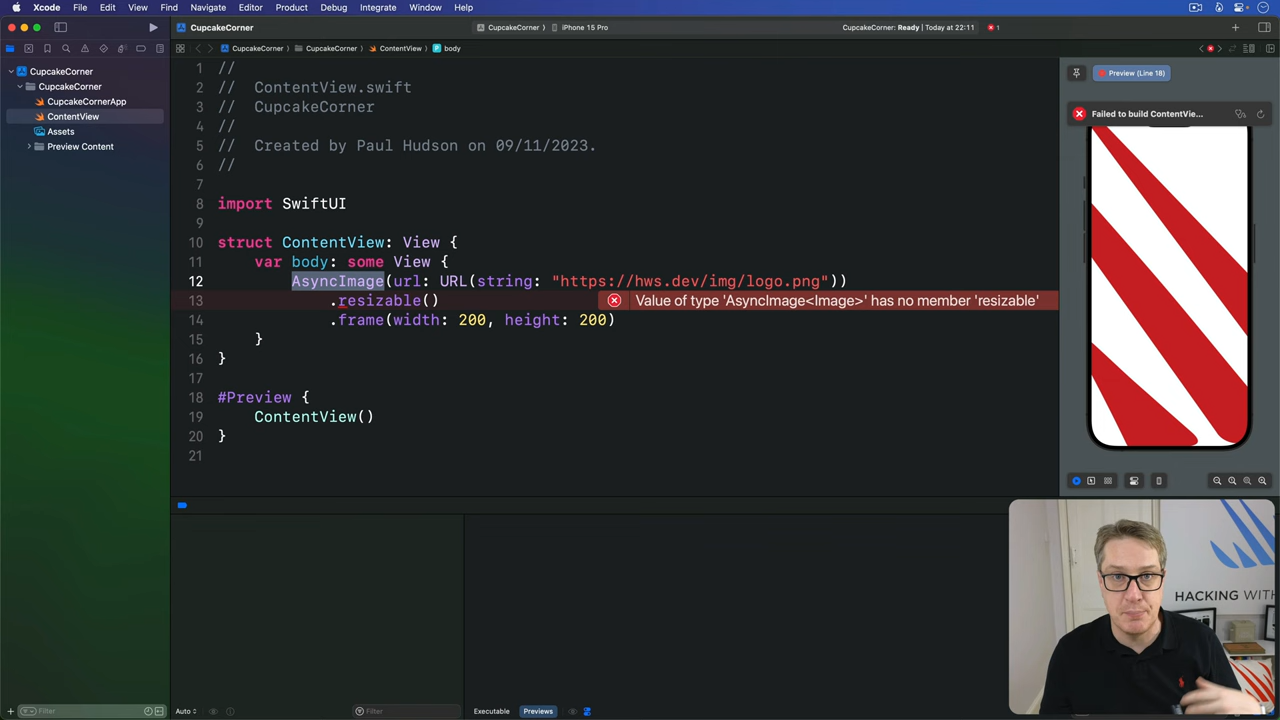 Xcode File Edit View Find Navigate Editor Product Debug Integrate Window Help
CupcakeCorner
CupcakeCorner
iPhone 15 Pro
CupcakeCorner: Ready | Today at 22:11
1
CupcakeCorner
CupcakeCorner
CupcakeCornerApp
ContentView
Assets
Preview Content
CupcakeCorner CupcakeCorner ContentView body
1 //
2 // ContentView.swift
3 // CupcakeCorner
4 //
5 // Created by Paul Hudson on 09/11/2023.
6 //
7
8 import SwiftUI
9
10 struct ContentView: View {
11 var body: some View {
12 AsyncImage(url: URL(string: "https://hws.dev/img/logo.png"))
13 .resizable()
Value of type 'AsyncImage<Image>' has no member 'resizable'
14 .frame(width: 200, height: 200)
15 }
16 }
17
18 #Preview {
19 ContentView()
20 }
21
Preview (Line 18)
Failed to build ContentVie...
HACKING WITH
Filter
Auto
Filter
Executable Previews